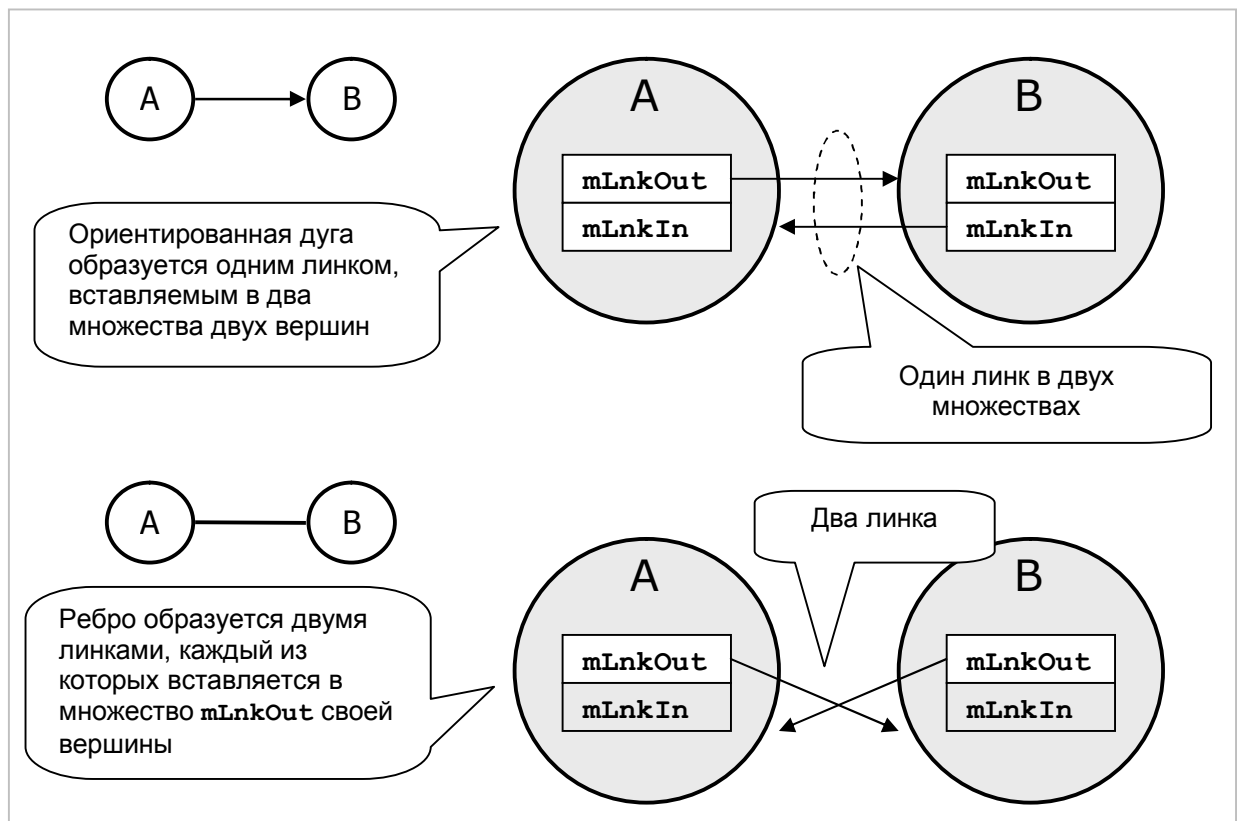 A
B
A
B
mLnkOut
mLnkIn
mLnkOut
mLnkIn
Ориентированная дуга
образуется одним линком,
вставляемым в два
множества двух вершин
Один линк в двух
множествах
A
B
Два линка
A
B
Ребро образуется двумя
линками, каждый из
которых вставляется в
множество mLnkOut своей
вершины
mLnkOut
mLnkIn
mLnkOut
mLnkIn